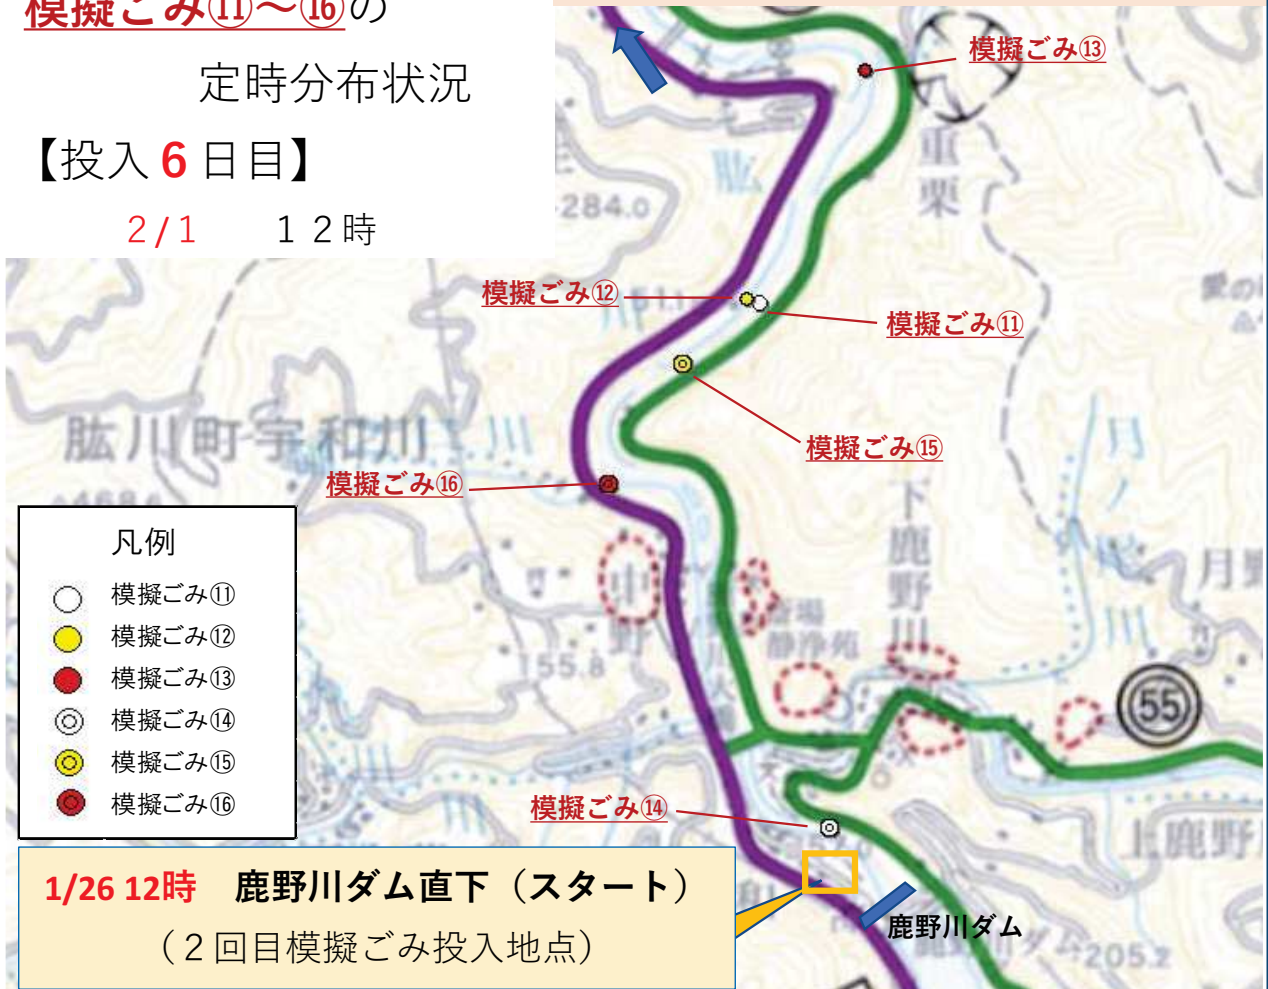 模擬ごみ⑪～⑯の
定時分布状況
【投入6日目】
2/1　12時
模擬ごみ⑬
重栗
284.0
模擬ごみ⑫
模擬ごみ⑪
模擬ごみ⑮
肱川町宇和川
模擬ごみ⑯
下鹿野川
月野
凡例
模擬ごみ⑪
模擬ごみ⑫
模擬ごみ⑬
模擬ごみ⑭
模擬ごみ⑮
模擬ごみ⑯
中野
静浄苑
155.8
55
模擬ごみ⑭
上鹿野
1/26 12時　鹿野川ダム直下（スタート）
（２回目模擬ごみ投入地点）
鹿野川ダム
205.2